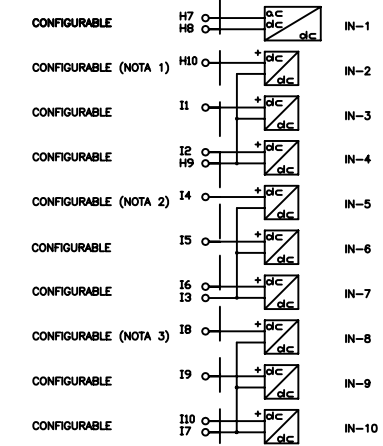 CONFIGURABLE H7 H8 ac dc dc IN-1
CONFIGURABLE (NOTA 1) H10 + dc dc IN-2
CONFIGURABLE I1 + dc dc IN-3
CONFIGURABLE I2 H9 + dc dc IN-4
CONFIGURABLE (NOTA 2) I4 + dc dc IN-5
CONFIGURABLE I5 + dc dc IN-6
CONFIGURABLE I6 I3 + dc dc IN-7
CONFIGURABLE (NOTA 3) I8 + dc dc IN-8
CONFIGURABLE I9 + dc dc IN-9
CONFIGURABLE I10 I7 + dc dc IN-10